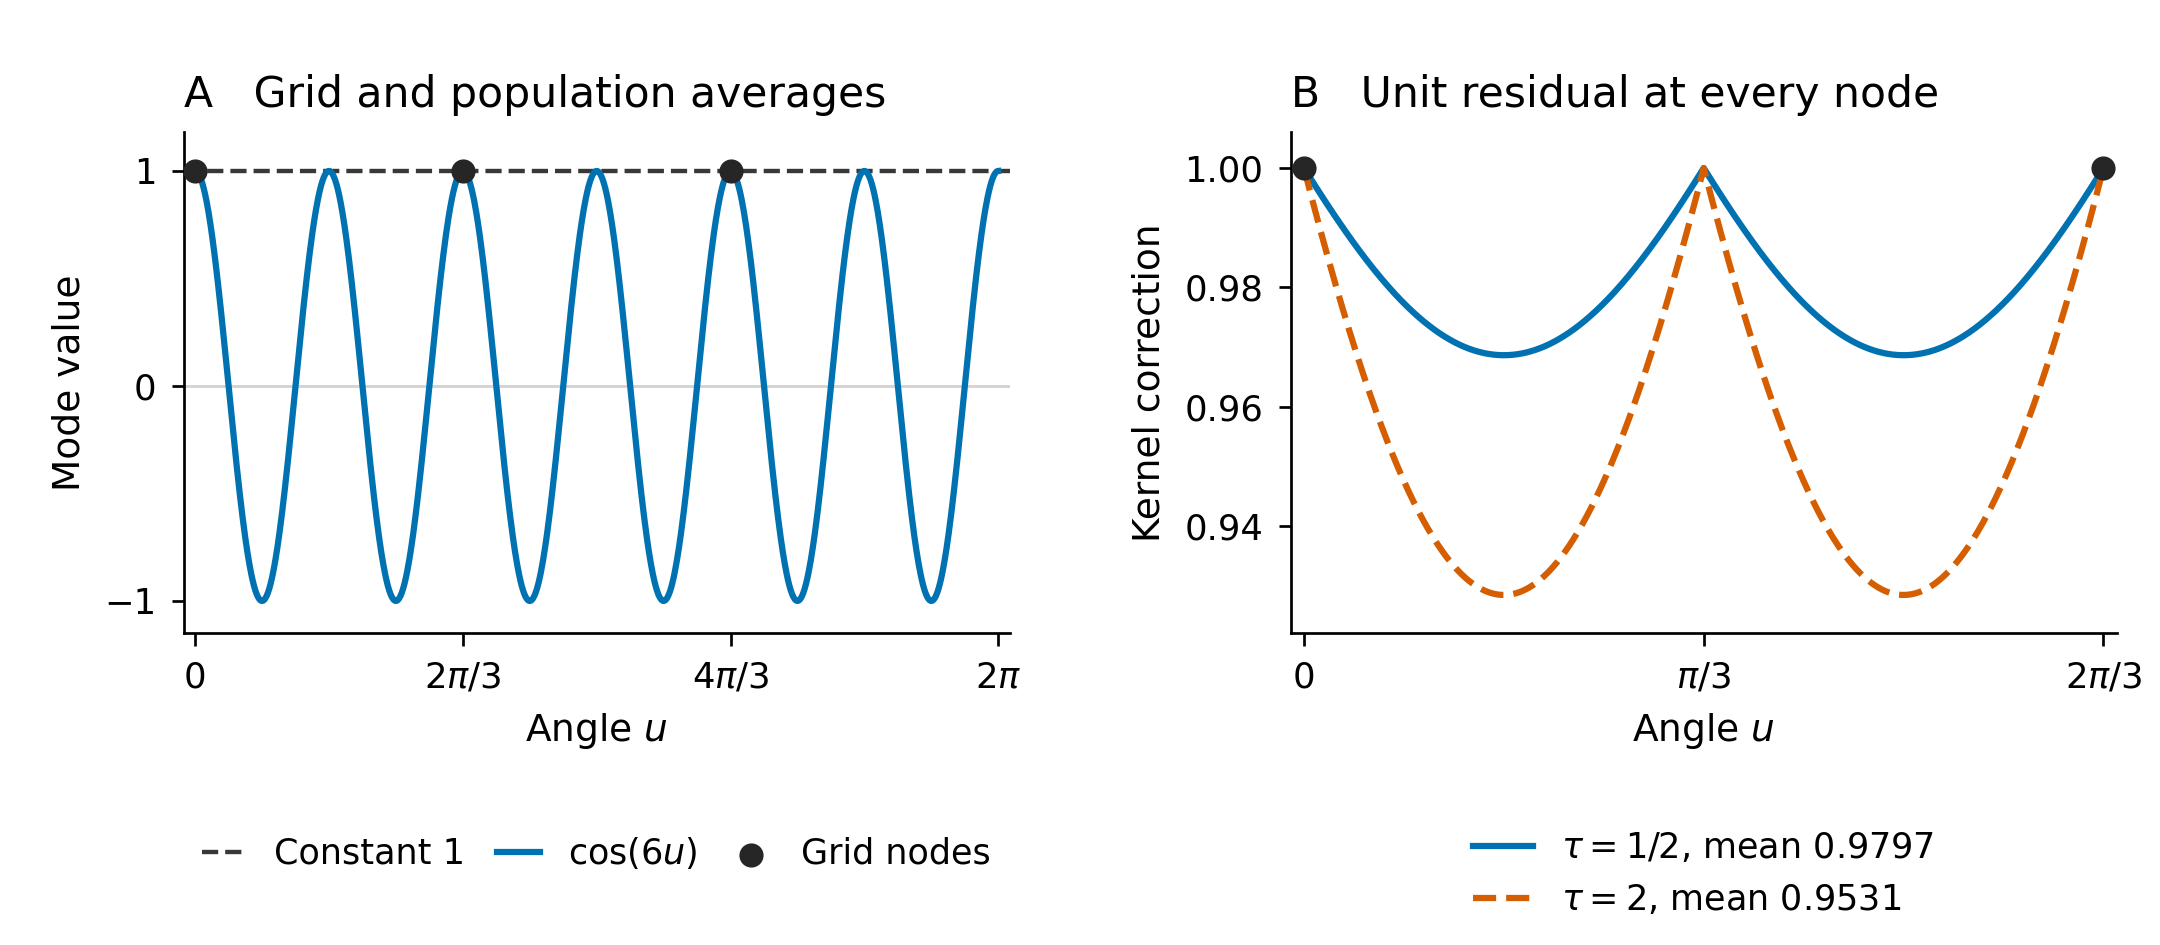 A Grid and population averages
Mode value
1
0
−1
0
2π/3
4π/3
2π
Angle u
Constant 1
cos(6u)
Grid nodes
B Unit residual at every node
Kernel correction
1.00
0.98
0.96
0.94
0
π/3
2π/3
Angle u
τ = 1/2, mean 0.9797
τ = 2, mean 0.9531